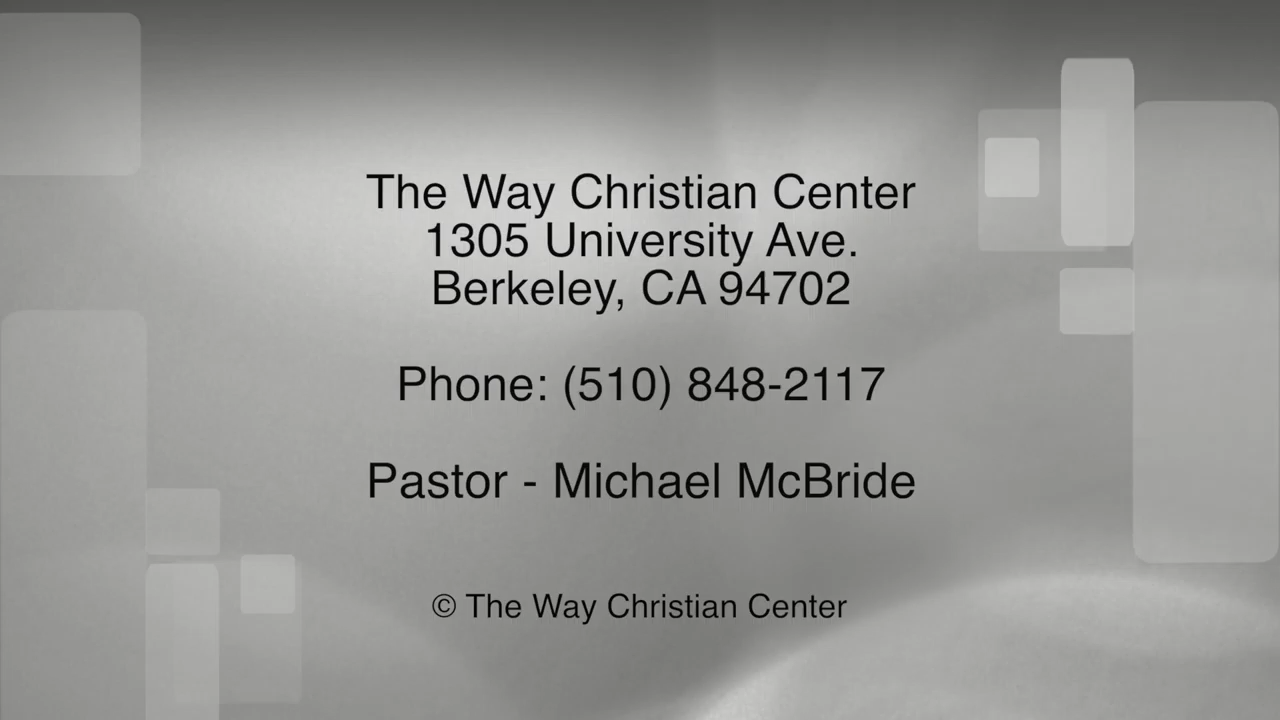 The Way Christian Center
1305 University Ave.
Berkeley, CA 94702
Phone: (510) 848-2117
Pastor - Michael McBride
© The Way Christian Center